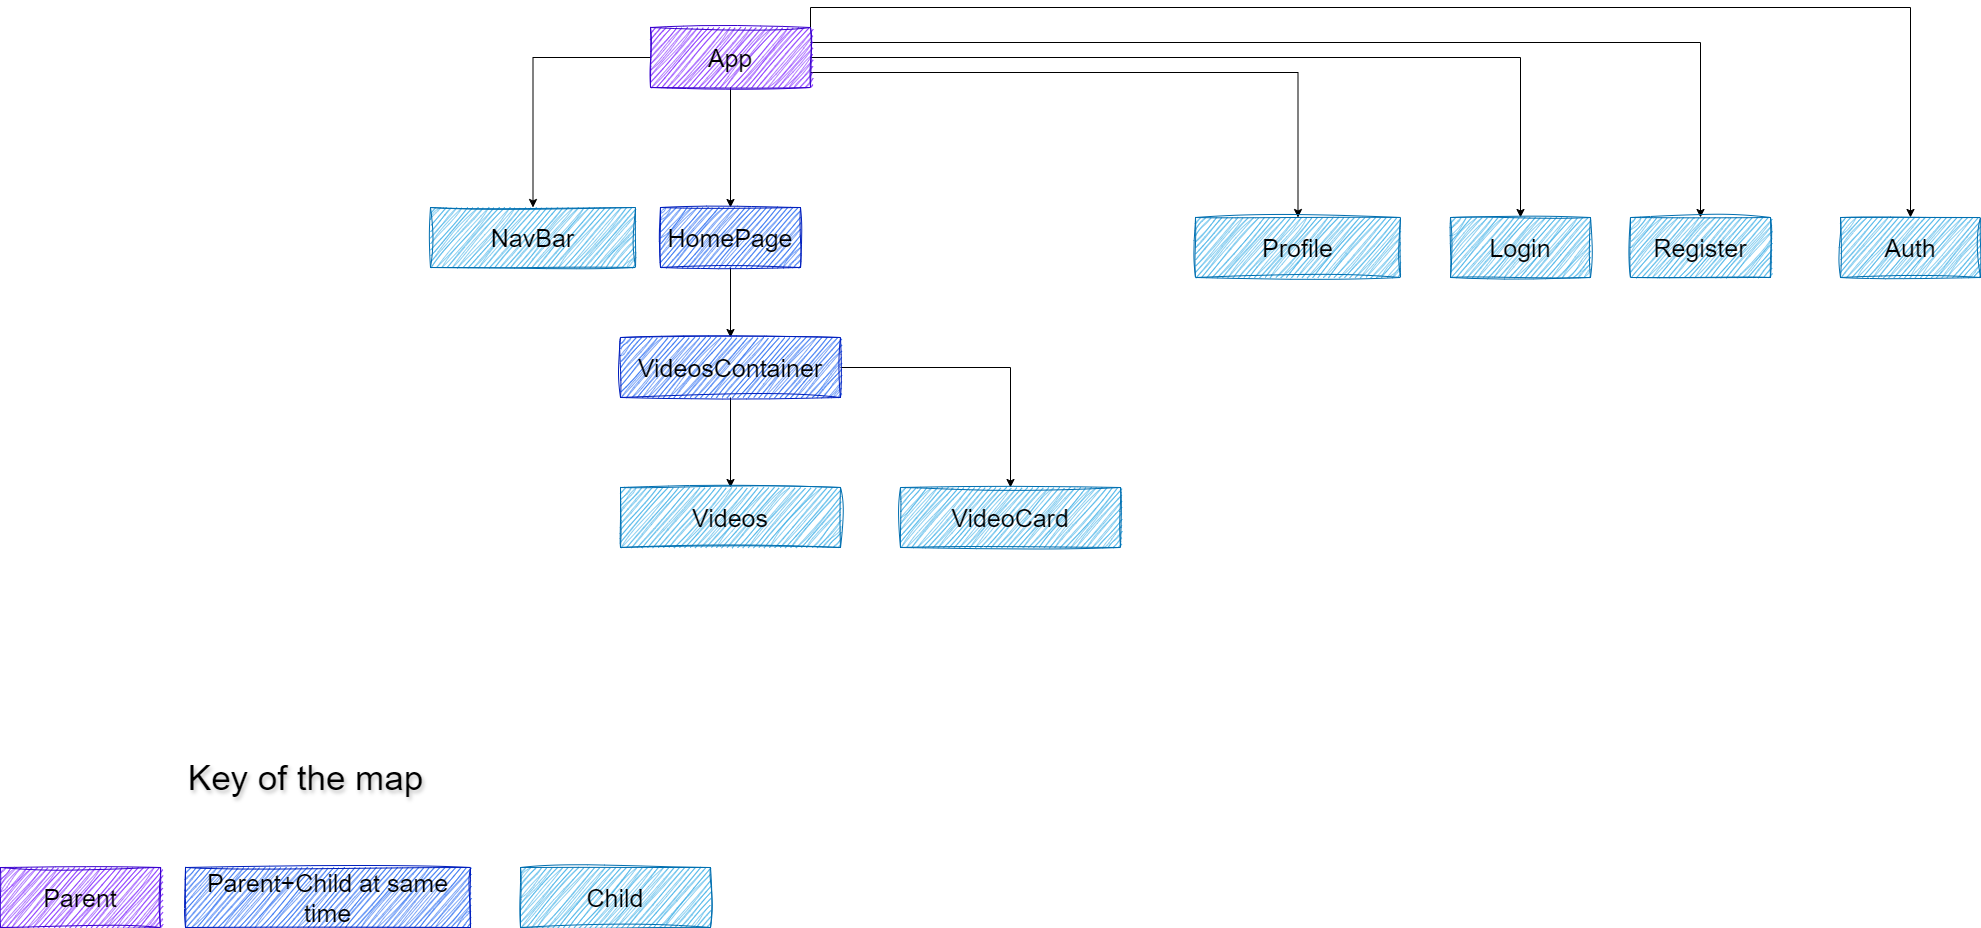 App
NavBar
HomePage
Profile
Login
Register
Auth
VideosContainer
Videos
VideoCard
Key of the map
Parent
Parent+Child at same
time
Child